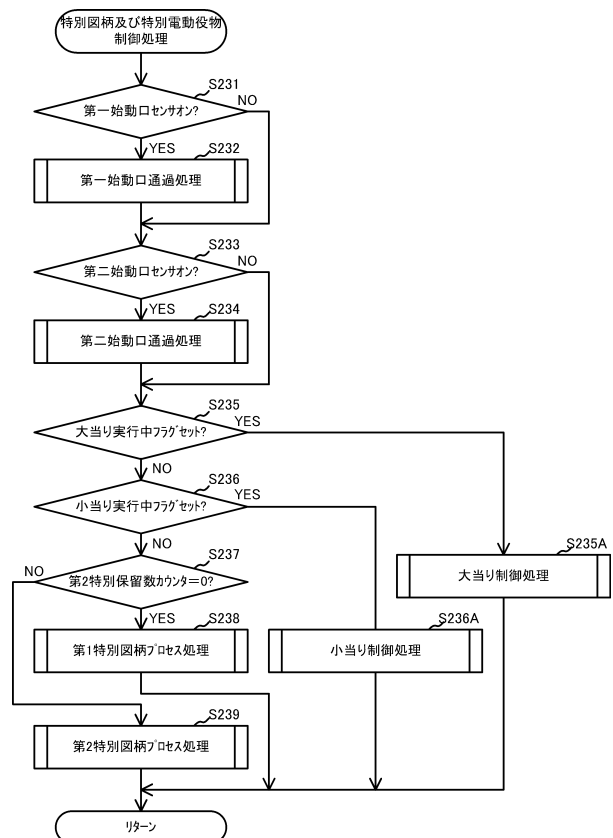 特別図柄及び特別電動役物
制御処理
S231
第一始動口センサオン?
NO
YES
S232
第一始動口通過処理
S233
第二始動口センサオン?
NO
YES
S234
第二始動口通過処理
S235
大当り実行中フラグセット?
YES
NO
S236
小当り実行中フラグセット?
YES
NO
S237
NO
第2特別保留数カウンタ=0?
S235A
大当り制御処理
YES
S238
第1特別図柄プロセス処理
S236A
小当り制御処理
S239
第2特別図柄プロセス処理
リターン